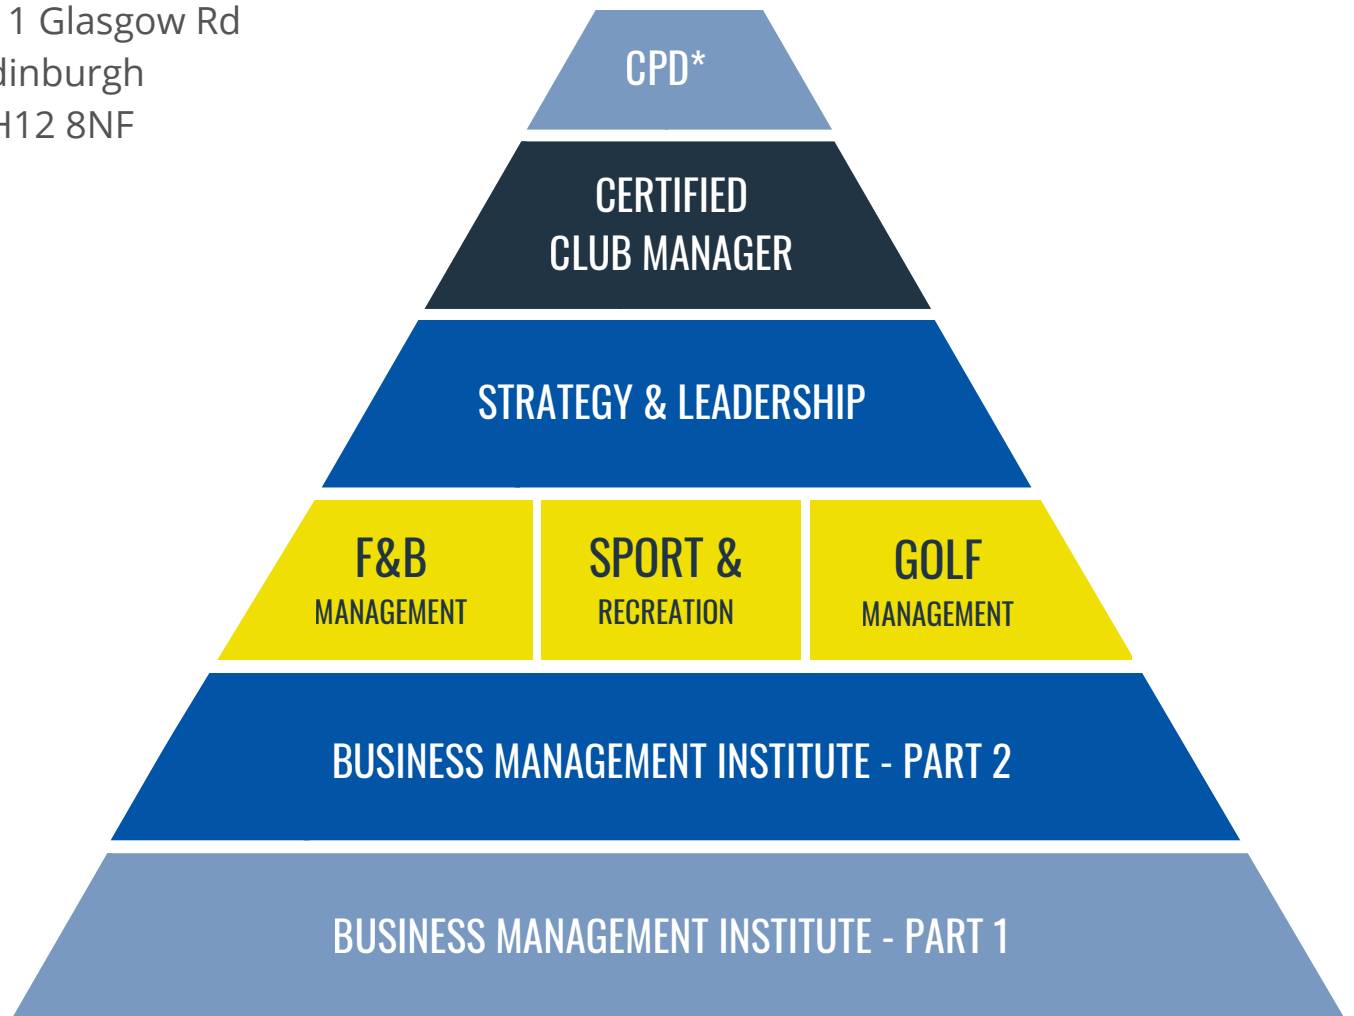 1 Glasgow Rd
dinburgh
H12 8NF
CPD*
CERTIFIED
CLUB MANAGER
STRATEGY & LEADERSHIP
F&B
MANAGEMENT
SPORT &
RECREATION
GOLF
MANAGEMENT
BUSINESS MANAGEMENT INSTITUTE - PART 2
BUSINESS MANAGEMENT INSTITUTE - PART 1